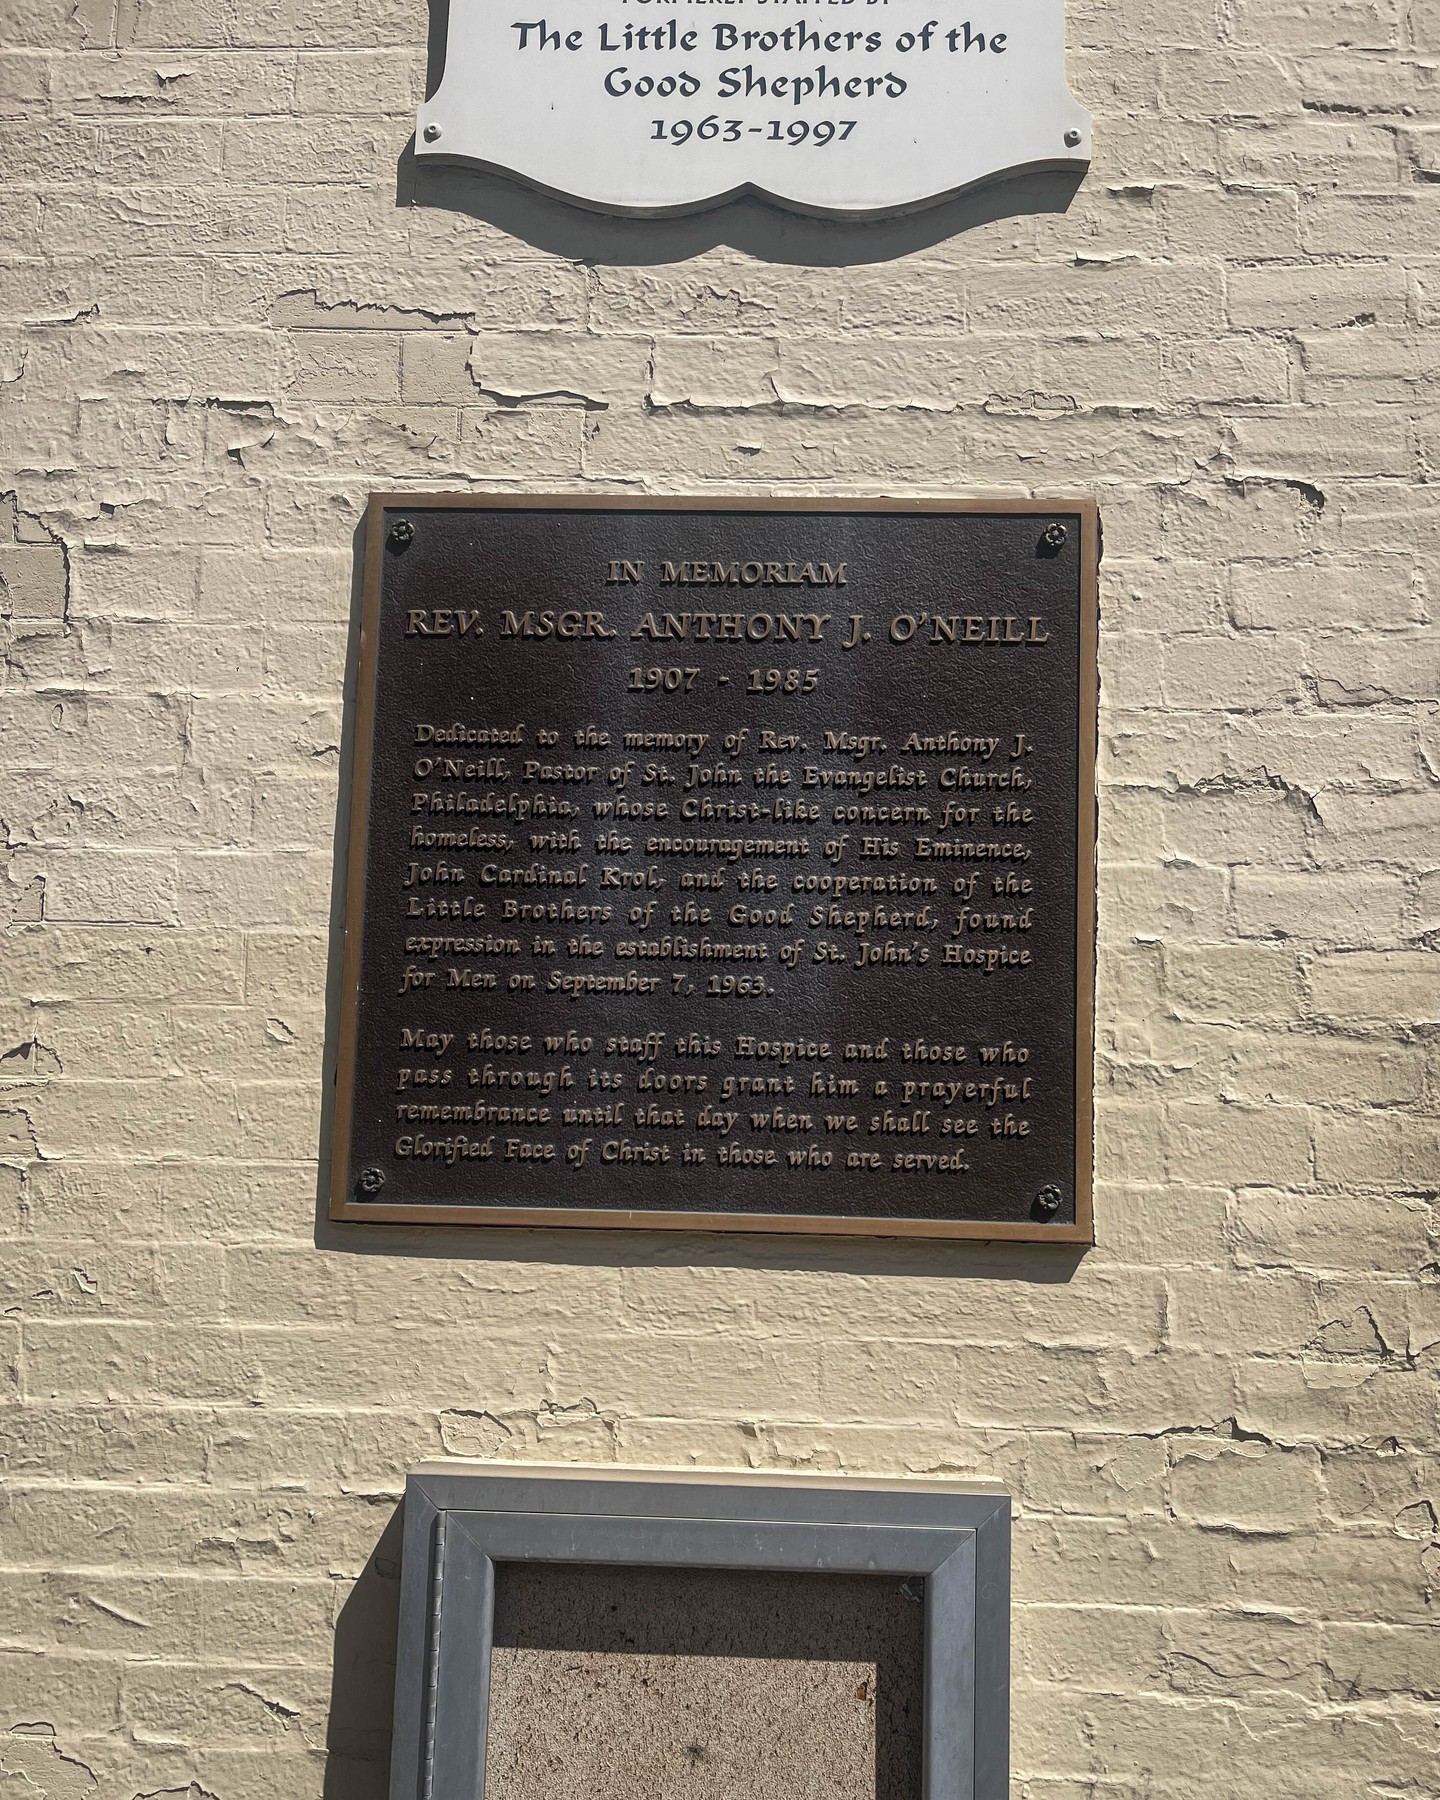 FORMERLY STAFFED BY
The Little Brothers of the
Good Shepherd
1963-1997
IN MEMORIAM
REV. MSGR. ANTHONY J. O'NEILL
1907 - 1985
Dedicated to the memory of Rev. Msgr. Anthony J.
O'Neill, Pastor of St. John the Evangelist Church,
Philadelphia, whose Christ-like concern for the
homeless, with the encouragement of His Eminence,
John Cardinal Krol, and the cooperation of the
Little Brothers of the Good Shepherd, found
expression in the establishment of St. John's Hospice
for Men on September 7, 1963.
May those who staff this Hospice and those who
pass through its doors grant him a prayerful
remembrance until that day when we shall see the
Glorified Face of Christ in those who are served.